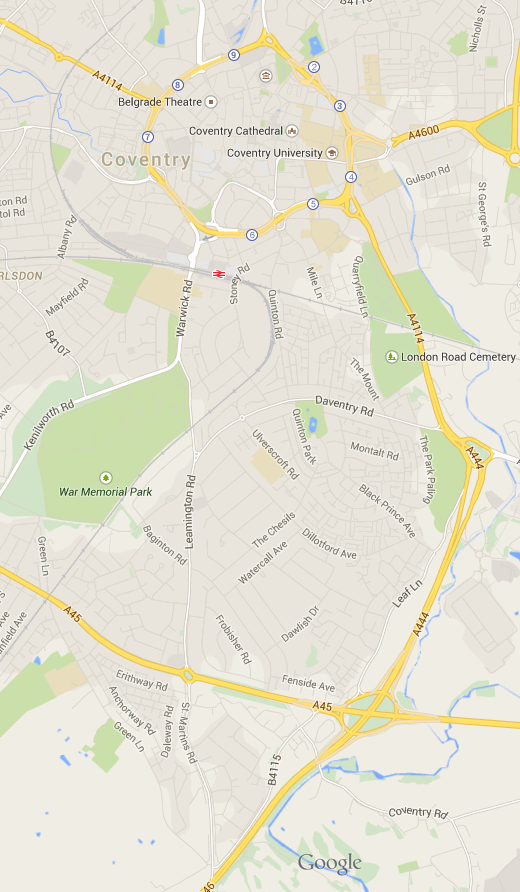 Nicholls St
A4114
9
8
2
Belgrade Theatre
3
7
Coventry Cathedral
A4600
Coventry
Coventry University
4
Gulson Rd
5
St George's Rd
Albany Rd
6
RLSDON
Stoney Rd
Mile Ln
Quarryfield Ln
Mayfield Rd
Warwick Rd
Quinton Rd
B4107
A4114
London Road Cemetery
The Mount
Kenilworth Rd
Daventry Rd
Quinton Park
Ulverscroft Rd
Montalt Rd
The Park Paling
A444
War Memorial Park
Leamington Rd
Black Prince Ave
Baginton Rd
The Chesils
Dillotford Ave
Green Ln
Watercall Ave
Leaf Ln
A45
Frobisher Rd
Dawlish Dr
A444
Erithway Rd
Fenside Ave
A45
Anchorway Rd
Green Ln
Daleway Rd
St. Martins Rd
B4115
Coventry Rd
Google